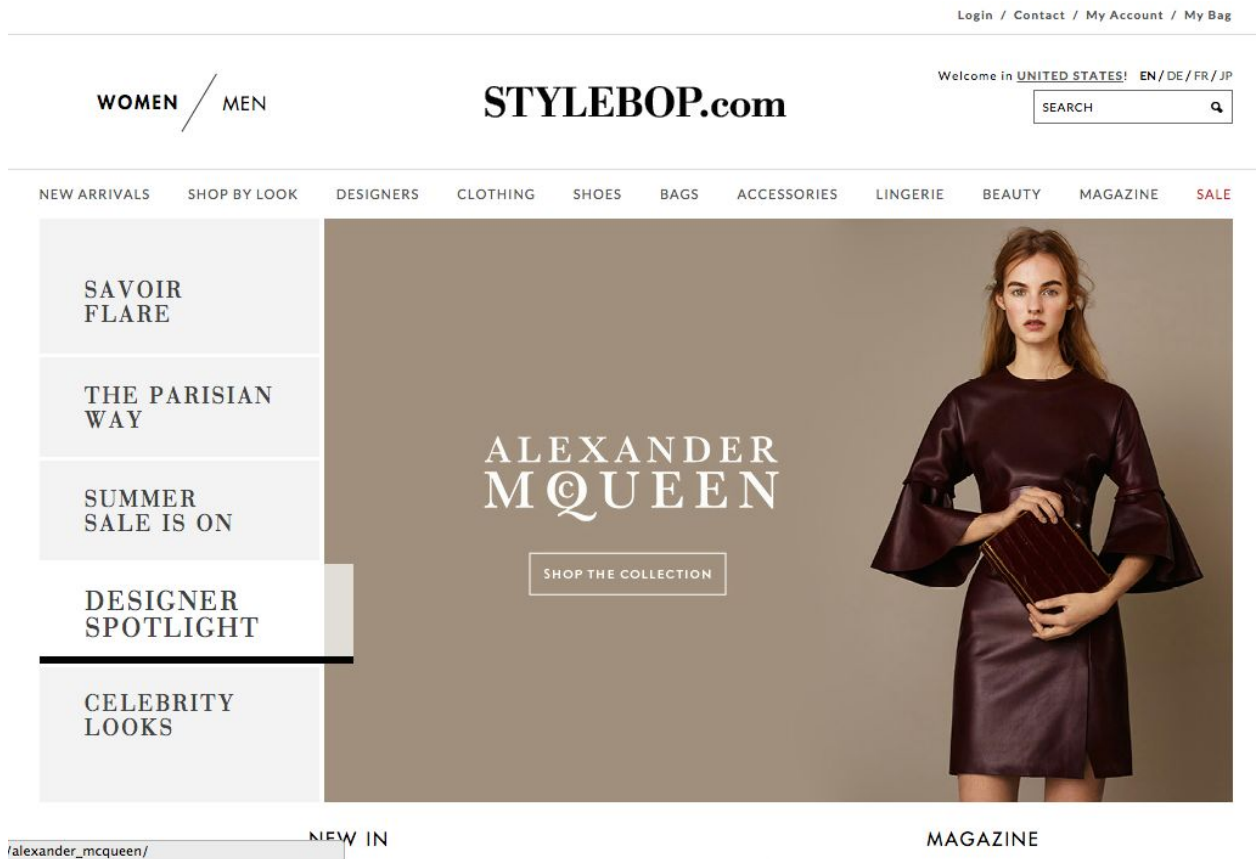 Login / Contact / My Account / My Bag
WOMEN / MEN
STYLEBOP.com
Welcome in UNITED STATES! EN / DE / FR / JP
SEARCH
NEW ARRIVALS SHOP BY LOOK DESIGNERS CLOTHING SHOES BAGS ACCESSORIES LINGERIE BEAUTY MAGAZINE SALE
SAVOIR
FLARE
THE PARISIAN
WAY
SUMMER
SALE IS ON
DESIGNER
SPOTLIGHT
CELEBRITY
LOOKS
ALEXANDER
MCQUEEN
SHOP THE COLLECTION
NEW IN
MAGAZINE
/alexander_mcqueen/